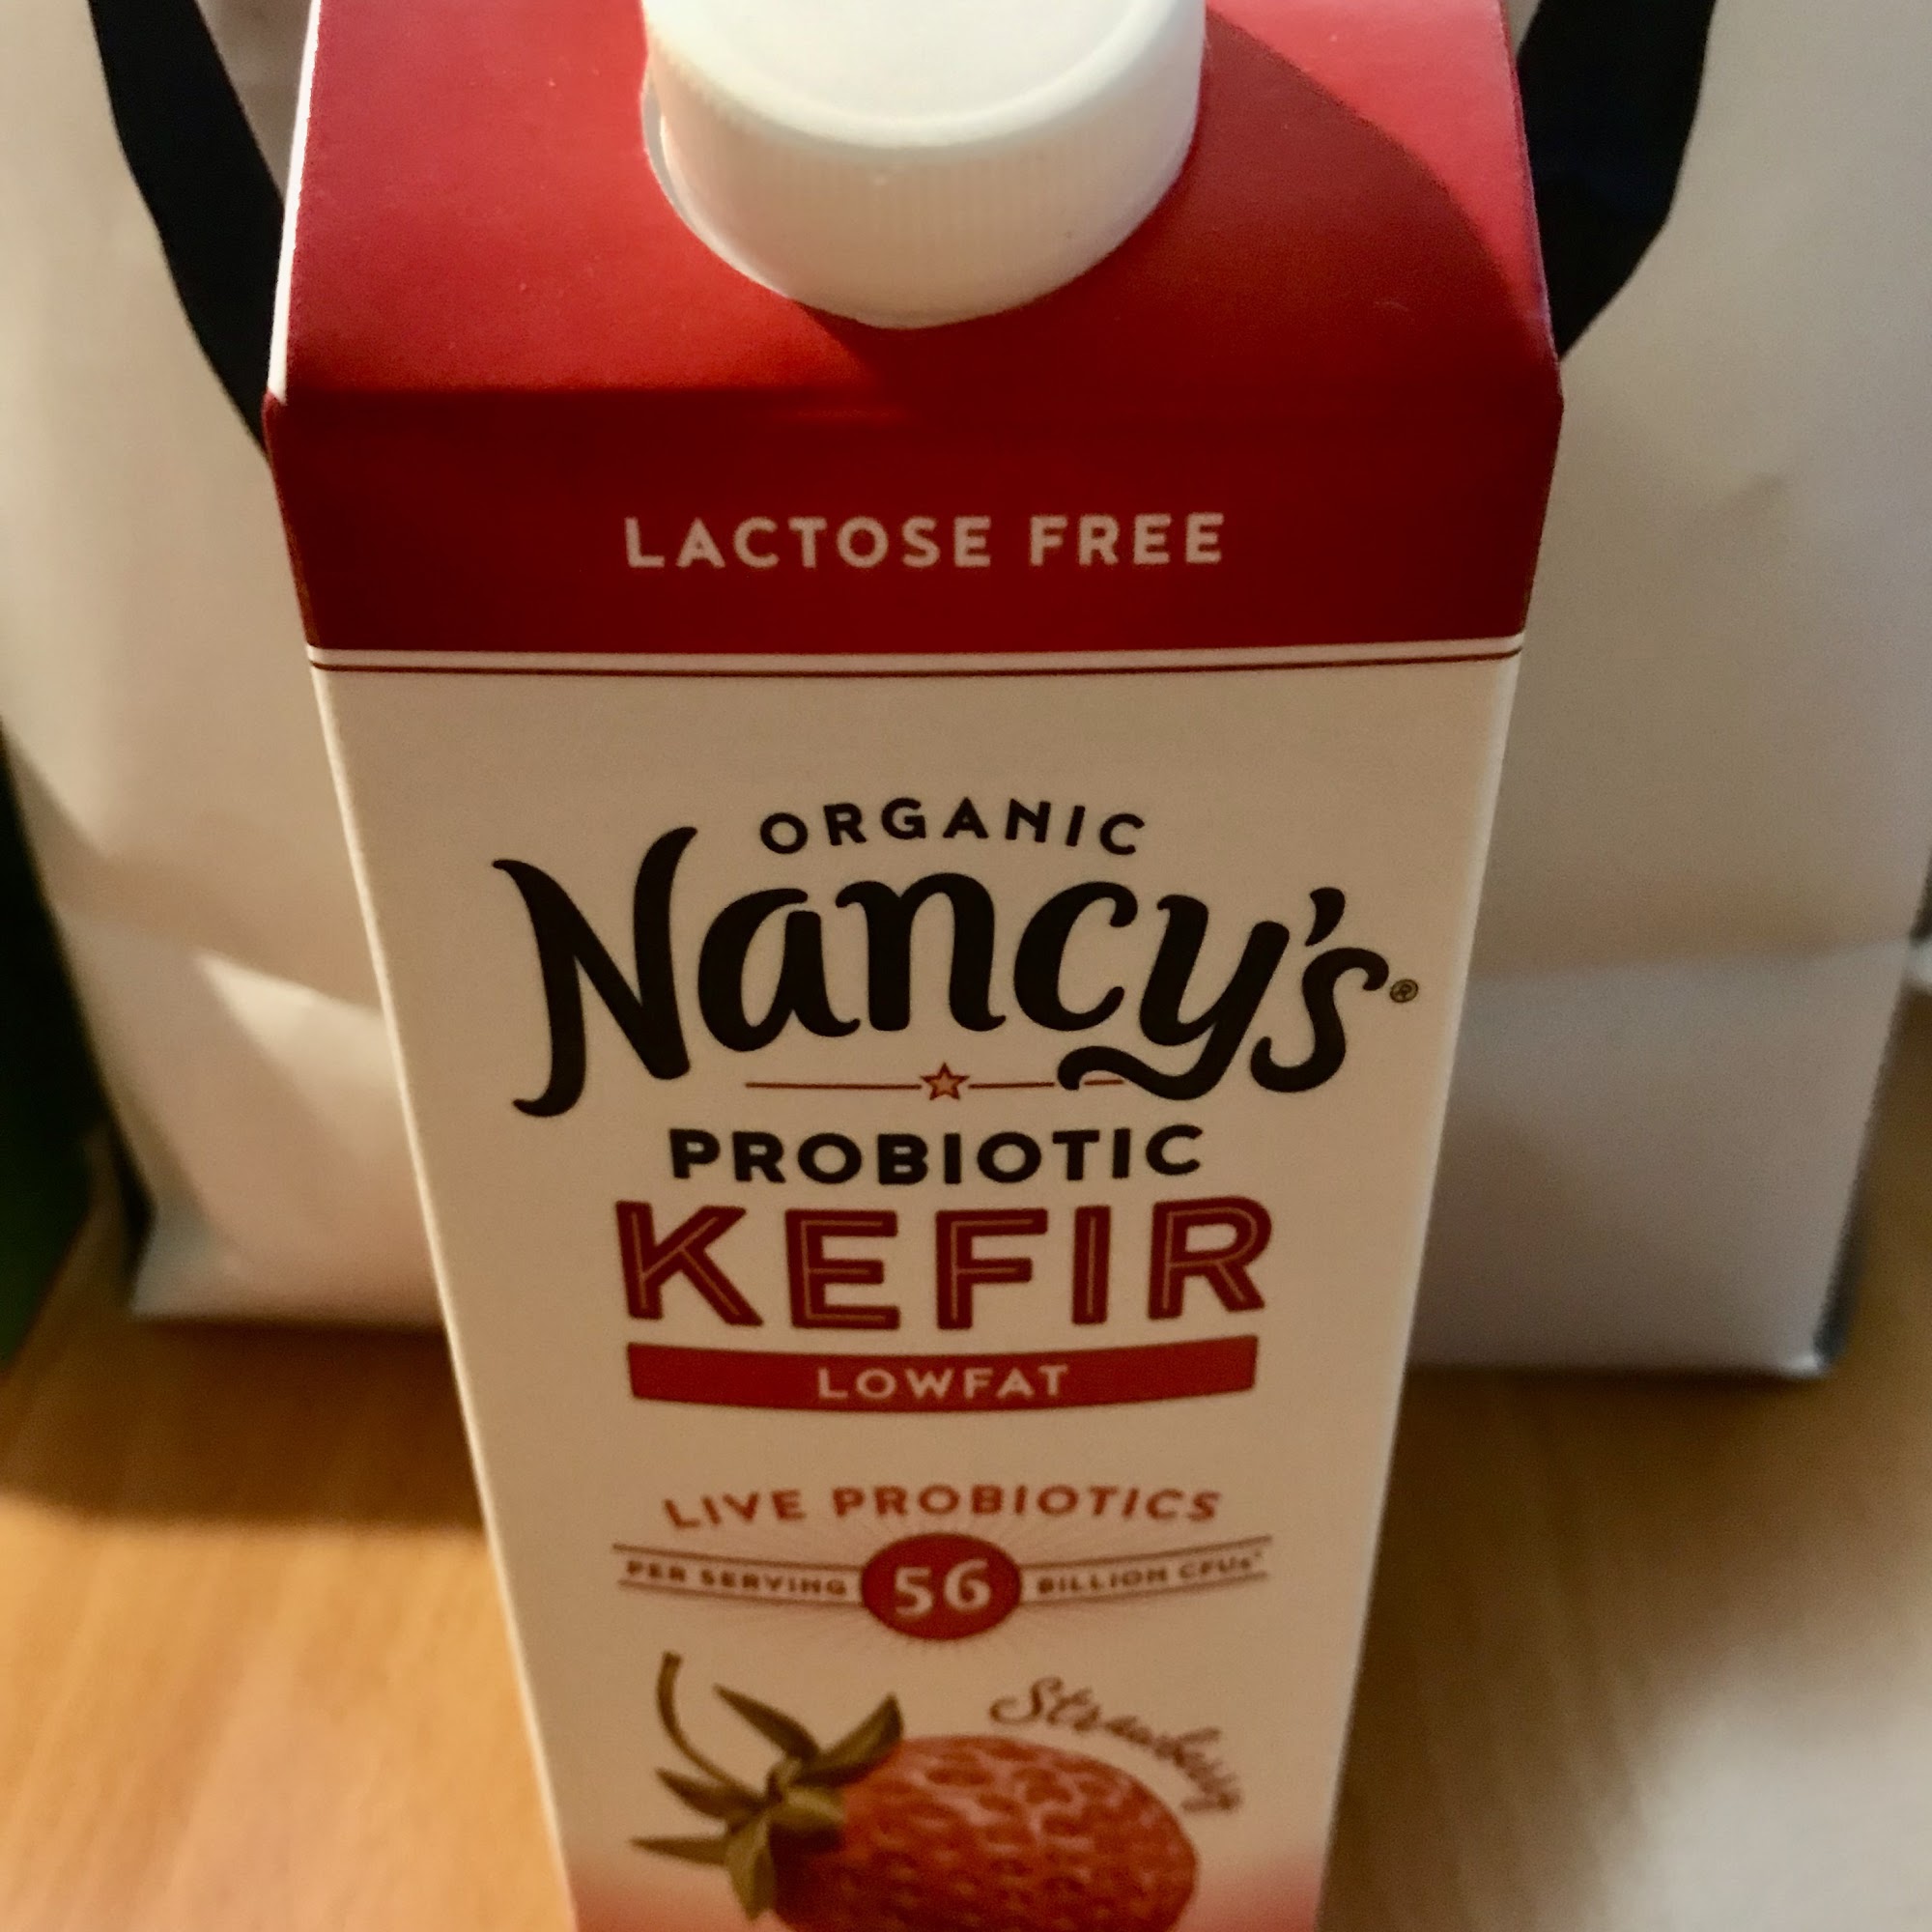 LACTOSE FREE
ORGANIC
Nancy's®
PROBIOTIC
KEFIR
LOWFAT
LIVE PROBIOTICS
PER SERVING 56 BILLION CFUs*
Strawberry